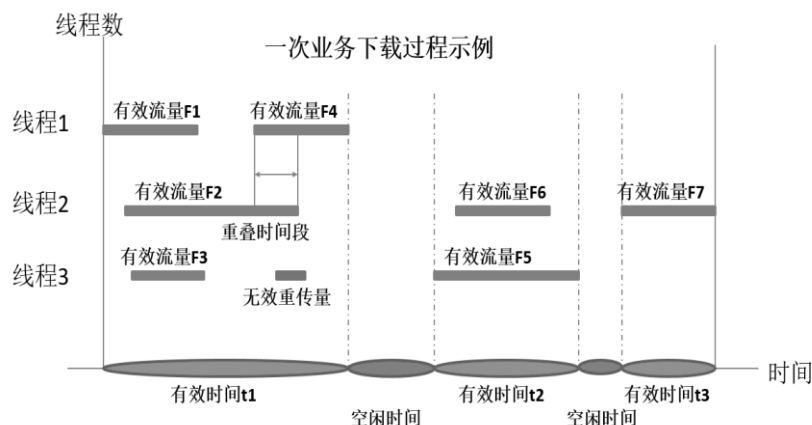 线程数
一次业务下载过程示例
有效流量F1
有效流量F4
线程1
有效流量F2
有效流量F6
有效流量F7
线程2
重叠时间段
有效流量F3
有效流量F5
线程3
无效重传量
时间
有效时间t1
有效时间t2
有效时间t3
空闲时间
空闲时间